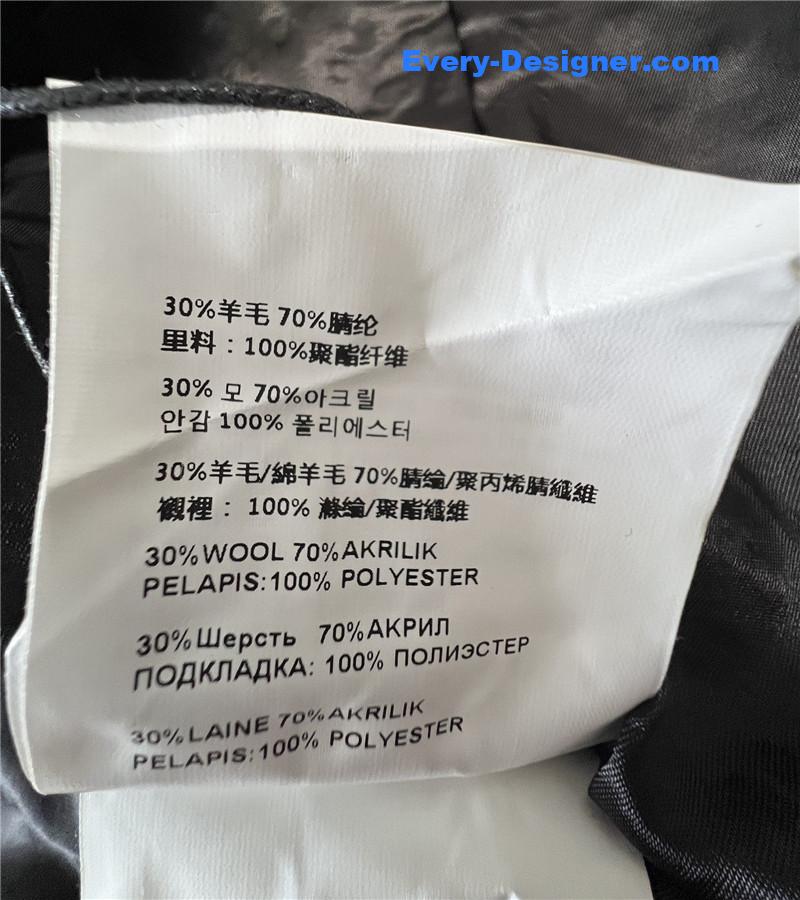 Every-Designer.com
30%羊毛 70%腈纶
里料：100%聚酯纤维
30% 모 70%아크릴
안감 100% 폴리에스터
30%羊毛/綿羊毛 70%腈綸/聚丙烯腈纖維
襯裡： 100% 滌綸/聚酯纖維
30%WOOL 70%AKRILIK
PELAPIS:100% POLYESTER
30%Шерсть 70%АКРИЛ
ПОДКЛАДКА: 100% ПОЛИЭСТЕР
30%LAINE 70%AKRILIK
PELAPIS:100% POLYESTER